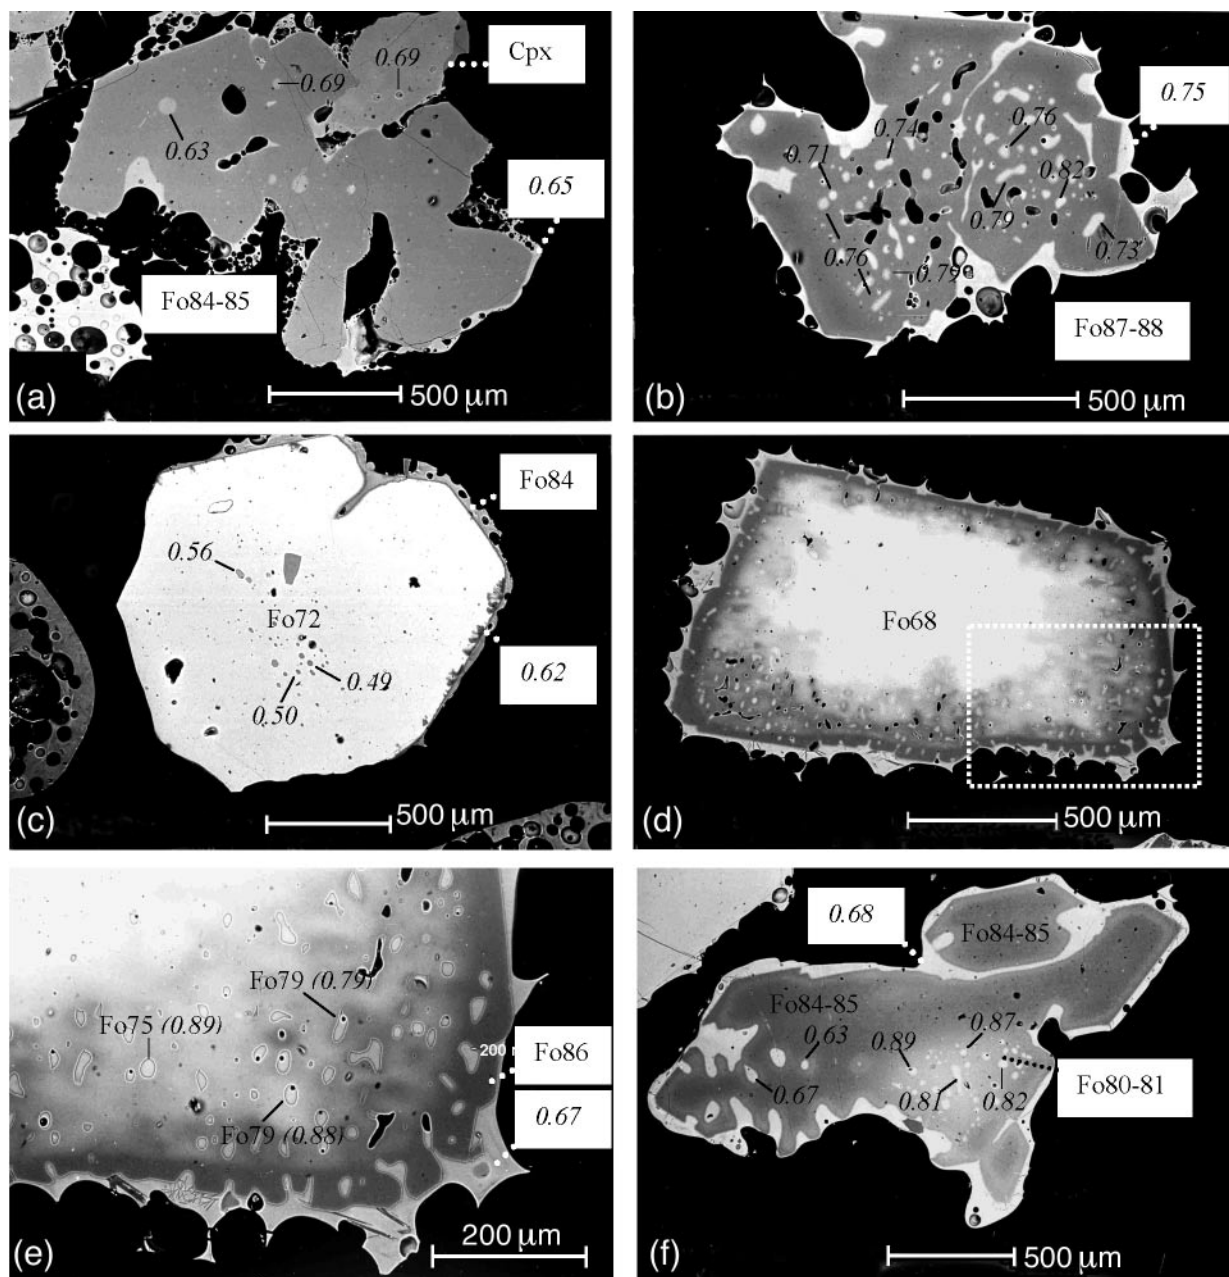 Cpx
0.69
0.69
0.63
0.65
Fo84-85
(a)
500 µm
0.75
0.76
0.74
0.71
0.82
0.79
0.73
0.76
0.79
Fo87-88
(b)
500 µm
Fo84
0.56
Fo72
0.62
0.49
0.50
(c)
500 µm
Fo68
(d)
500 µm
Fo79 (0.79)
Fo75 (0.89)
Fo86
0.67
Fo79 (0.88)
(e)
200 µm
0.68
Fo84-85
Fo84-85
0.63
0.89
0.87
0.67
0.81
0.82
Fo80-81
(f)
500 µm